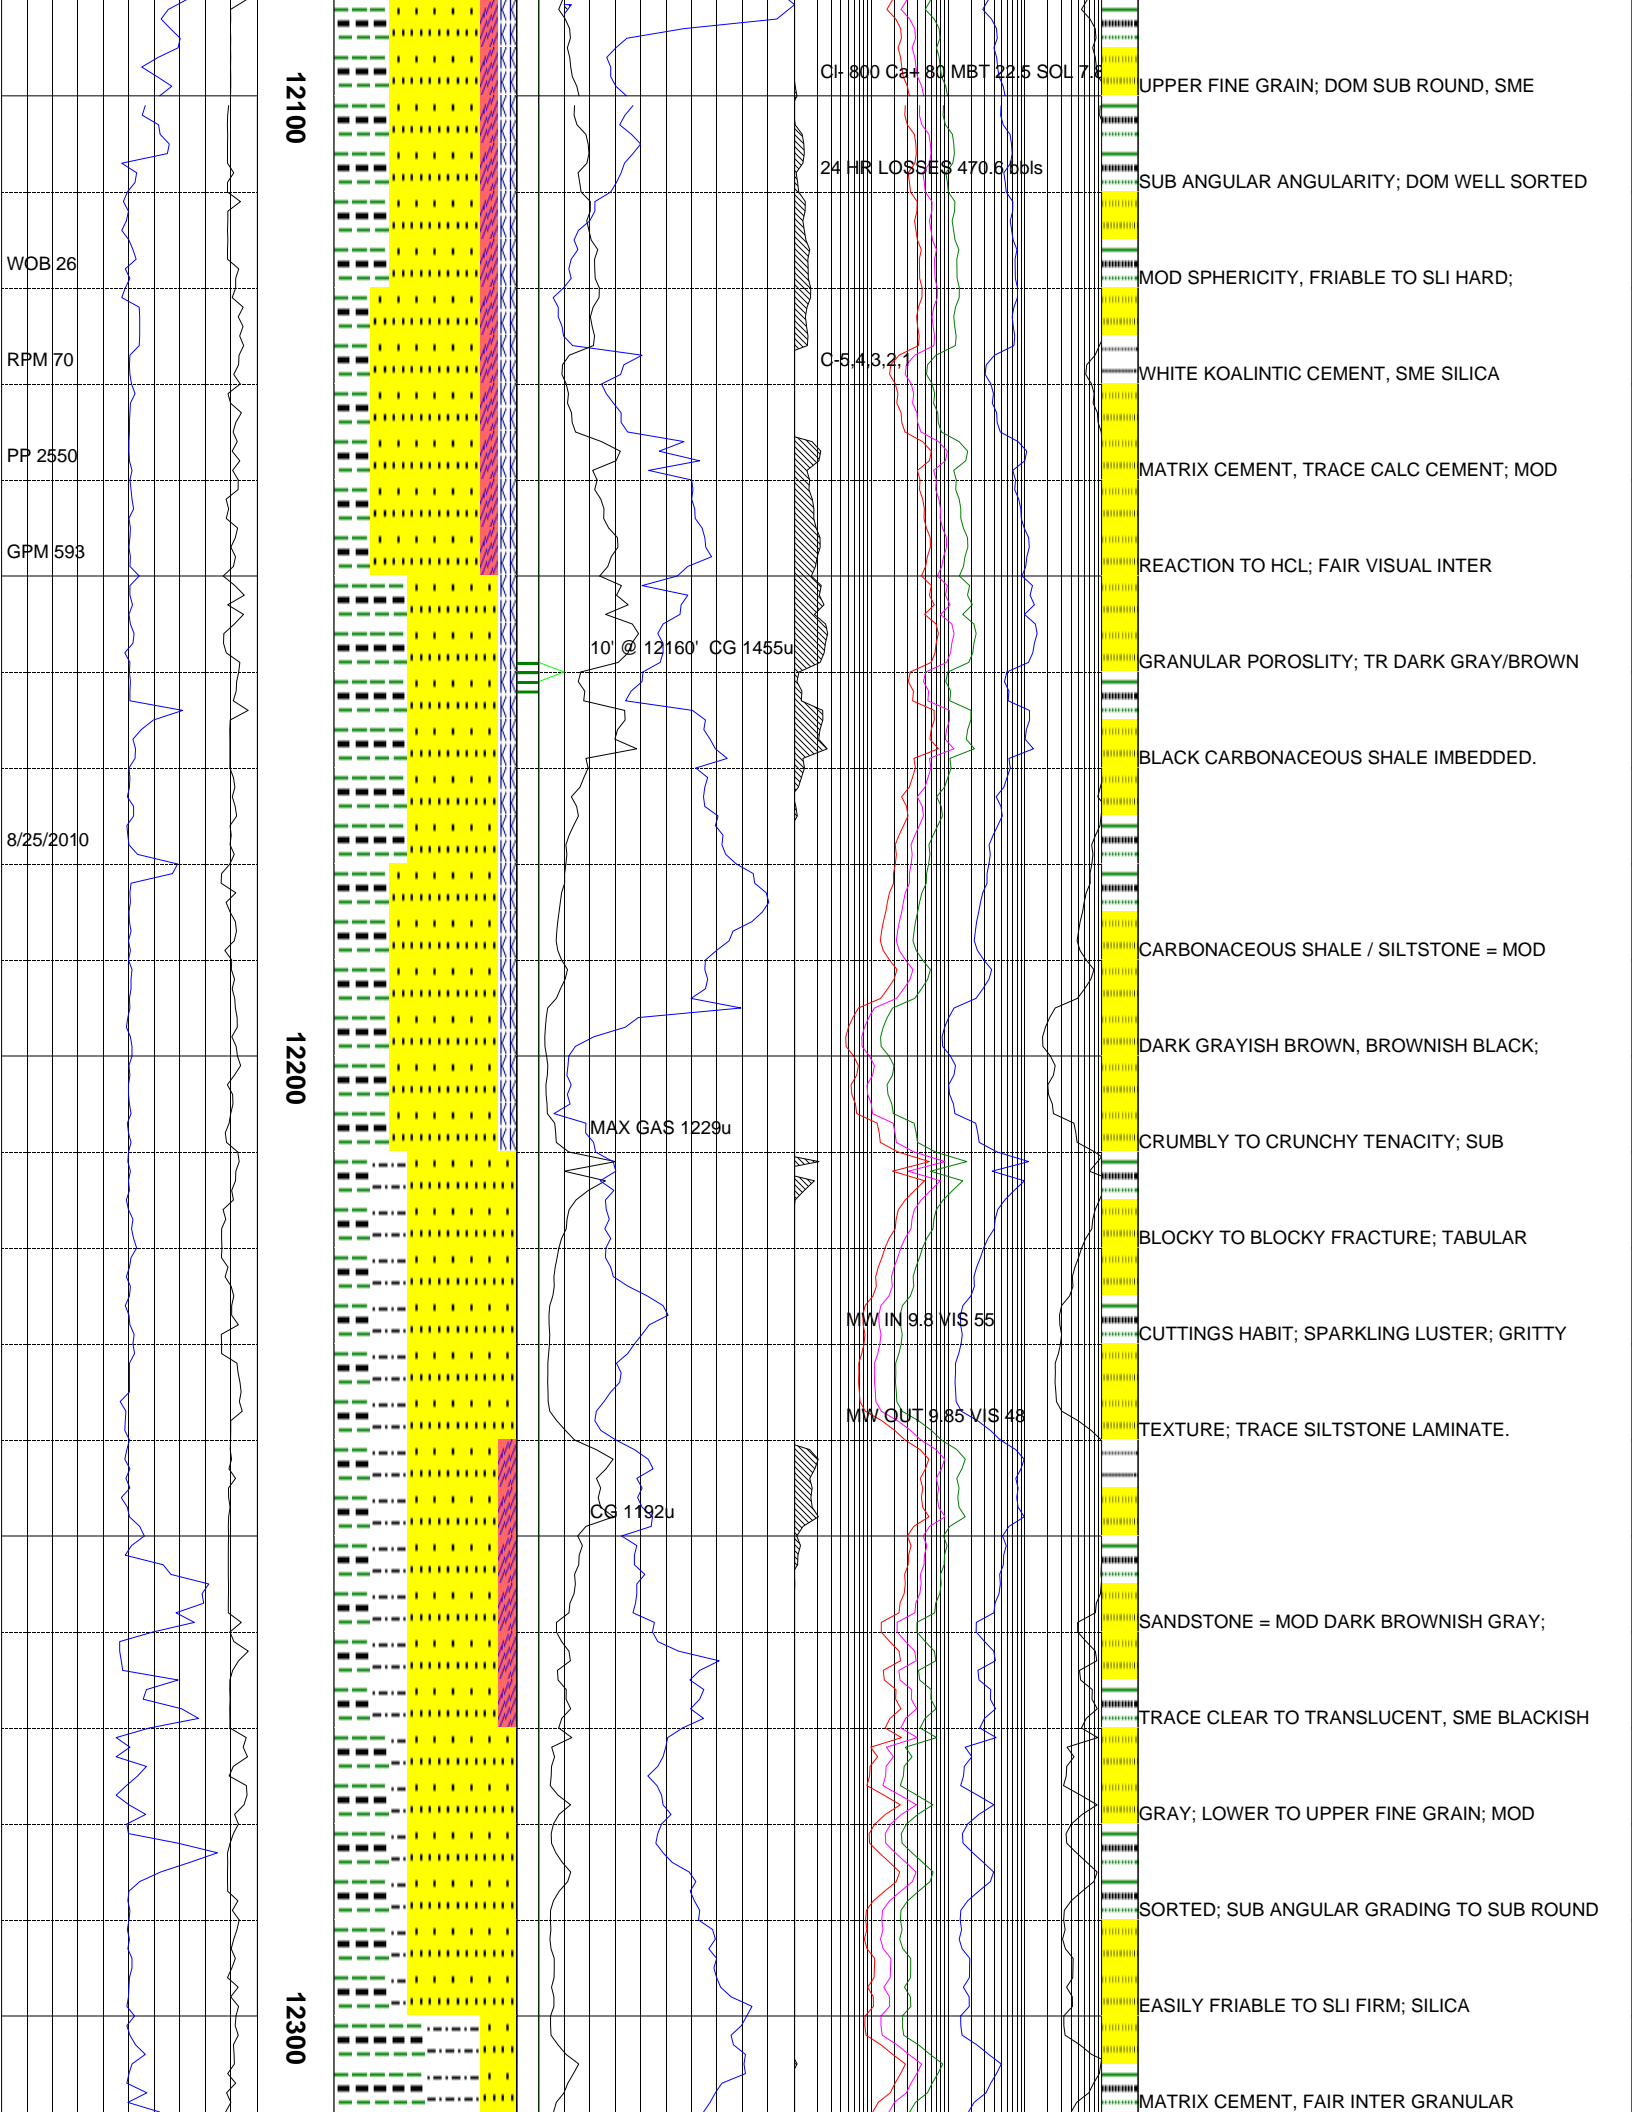 Cl- 800 Ca+ 80 MBT 22.5 SOL 7.8
UPPER FINE GRAIN; DOM SUB ROUND, SME
12100
24 HR LOSSES 470.6 bbls
SUB ANGULAR ANGULARITY; DOM WELL SORTED
WOB 26
MOD SPHERICITY, FRIABLE TO SLI HARD;
RPM 70
C-5,4,3,2,1
WHITE KOALINTIC CEMENT, SME SILICA
PP 2550
MATRIX CEMENT, TRACE CALC CEMENT; MOD
GPM 593
REACTION TO HCL; FAIR VISUAL INTER
10' @ 12160' CG 1455u
GRANULAR POROSLITY; TR DARK GRAY/BROWN
BLACK CARBONACEOUS SHALE IMBEDDED.
8/25/2010
CARBONACEOUS SHALE / SILTSTONE = MOD
DARK GRAYISH BROWN, BROWNISH BLACK;
12200
MAX GAS 1229u
CRUMBLY TO CRUNCHY TENACITY; SUB
BLOCKY TO BLOCKY FRACTURE; TABULAR
MW IN 9.8 VIS 55
CUTTINGS HABIT; SPARKLING LUSTER; GRITTY
MW OUT 9.85 VIS 48
TEXTURE; TRACE SILTSTONE LAMINATE.
CG 1192u
SANDSTONE = MOD DARK BROWNISH GRAY;
TRACE CLEAR TO TRANSLUCENT, SME BLACKISH
GRAY; LOWER TO UPPER FINE GRAIN; MOD
SORTED; SUB ANGULAR GRADING TO SUB ROUND
EASILY FRIABLE TO SLI FIRM; SILICA
12300
MATRIX CEMENT, FAIR INTER GRANULAR